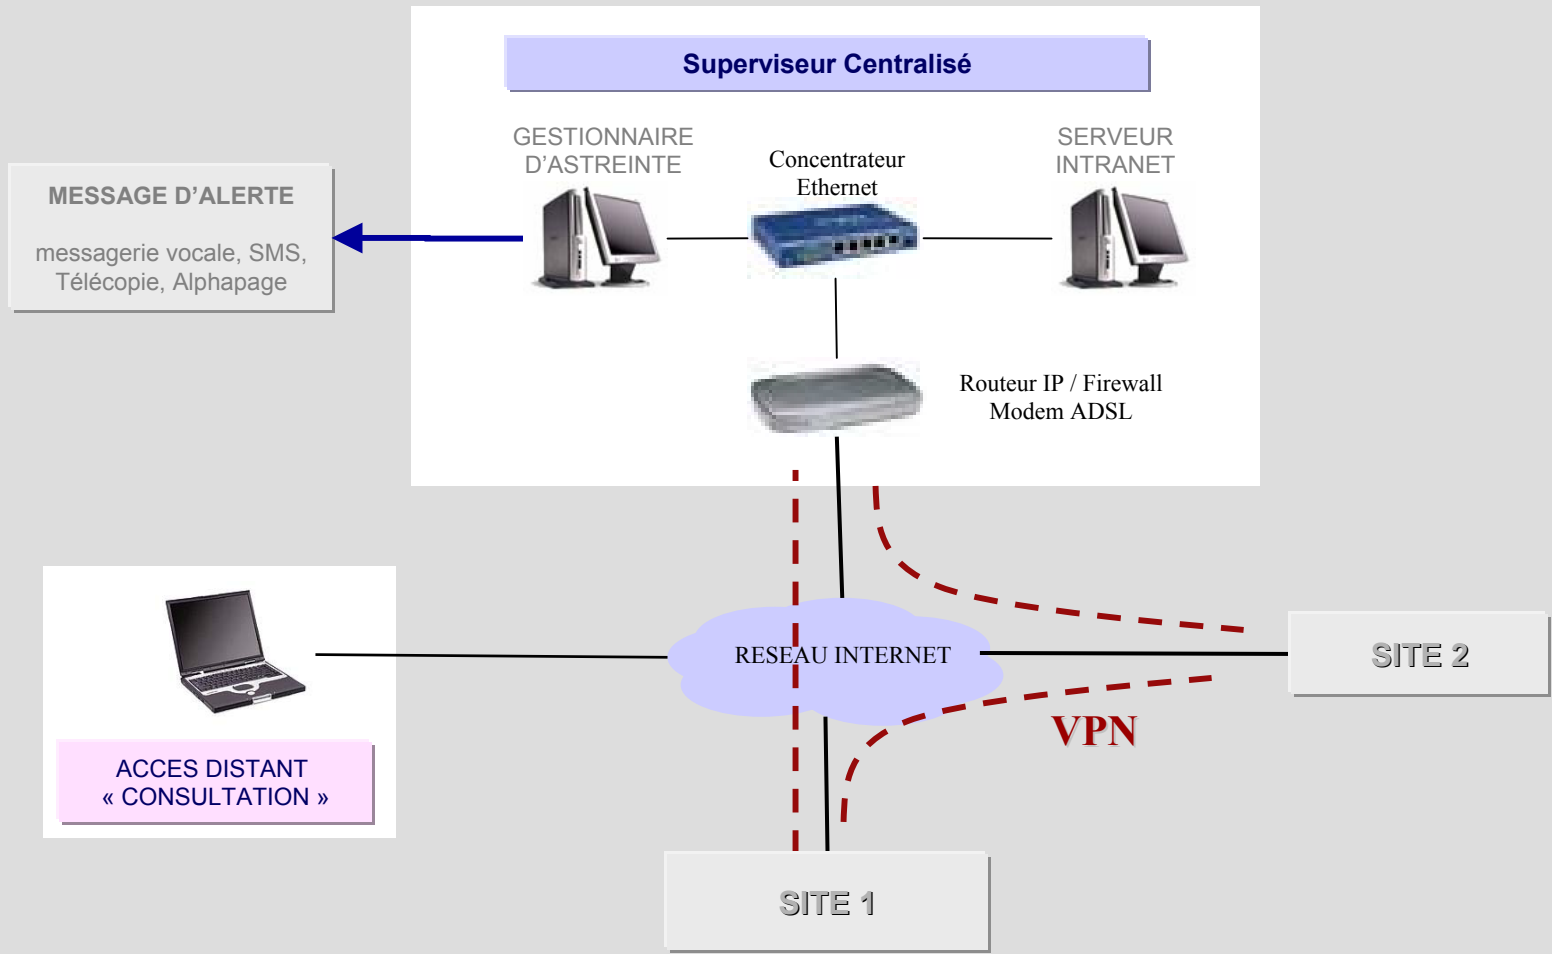 Superviseur Centralisé
GESTIONNAIRE
D'ASTREINTE
Concentrateur
Ethernet
SERVEUR
INTRANET
MESSAGE D'ALERTE
messagerie vocale, SMS,
Télécopie, Alphapage
Routeur IP / Firewall
Modem ADSL
RESEAU INTERNET
SITE 2
VPN
ACCES DISTANT
« CONSULTATION »
SITE 1